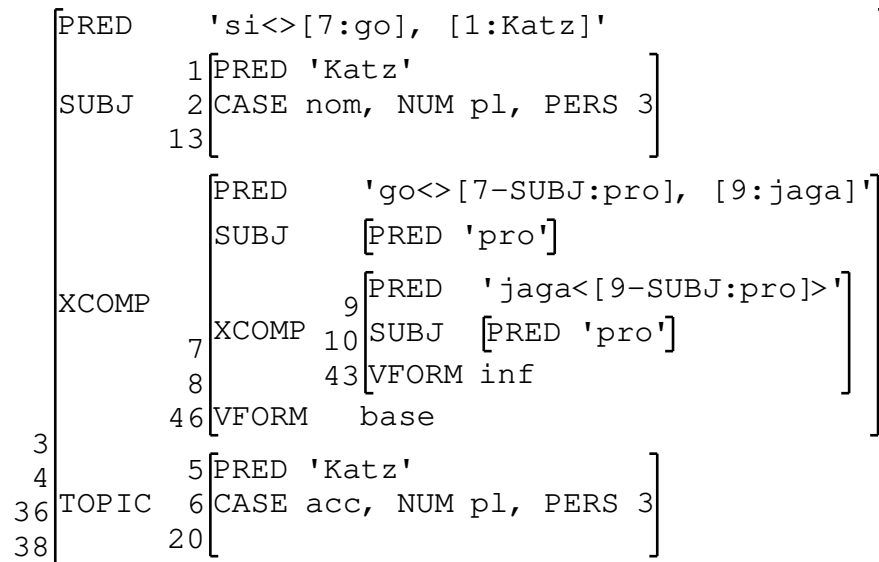 PRED 'si<>[7:go], [1:Katz]'
1 PRED 'Katz'
SUBJ 2 CASE nom, NUM pl, PERS 3
13
PRED 'go<>[7-SUBJ:pro], [9:jaga]'
SUBJ PRED 'pro'
9 PRED 'jaga<[9-SUBJ:pro]>'
XCOMP
7 XCOMP 10 SUBJ PRED 'pro'
8 43 VFORM inf
46 VFORM base
3
4 5 PRED 'Katz'
36 TOPIC 6 CASE acc, NUM pl, PERS 3
38 20